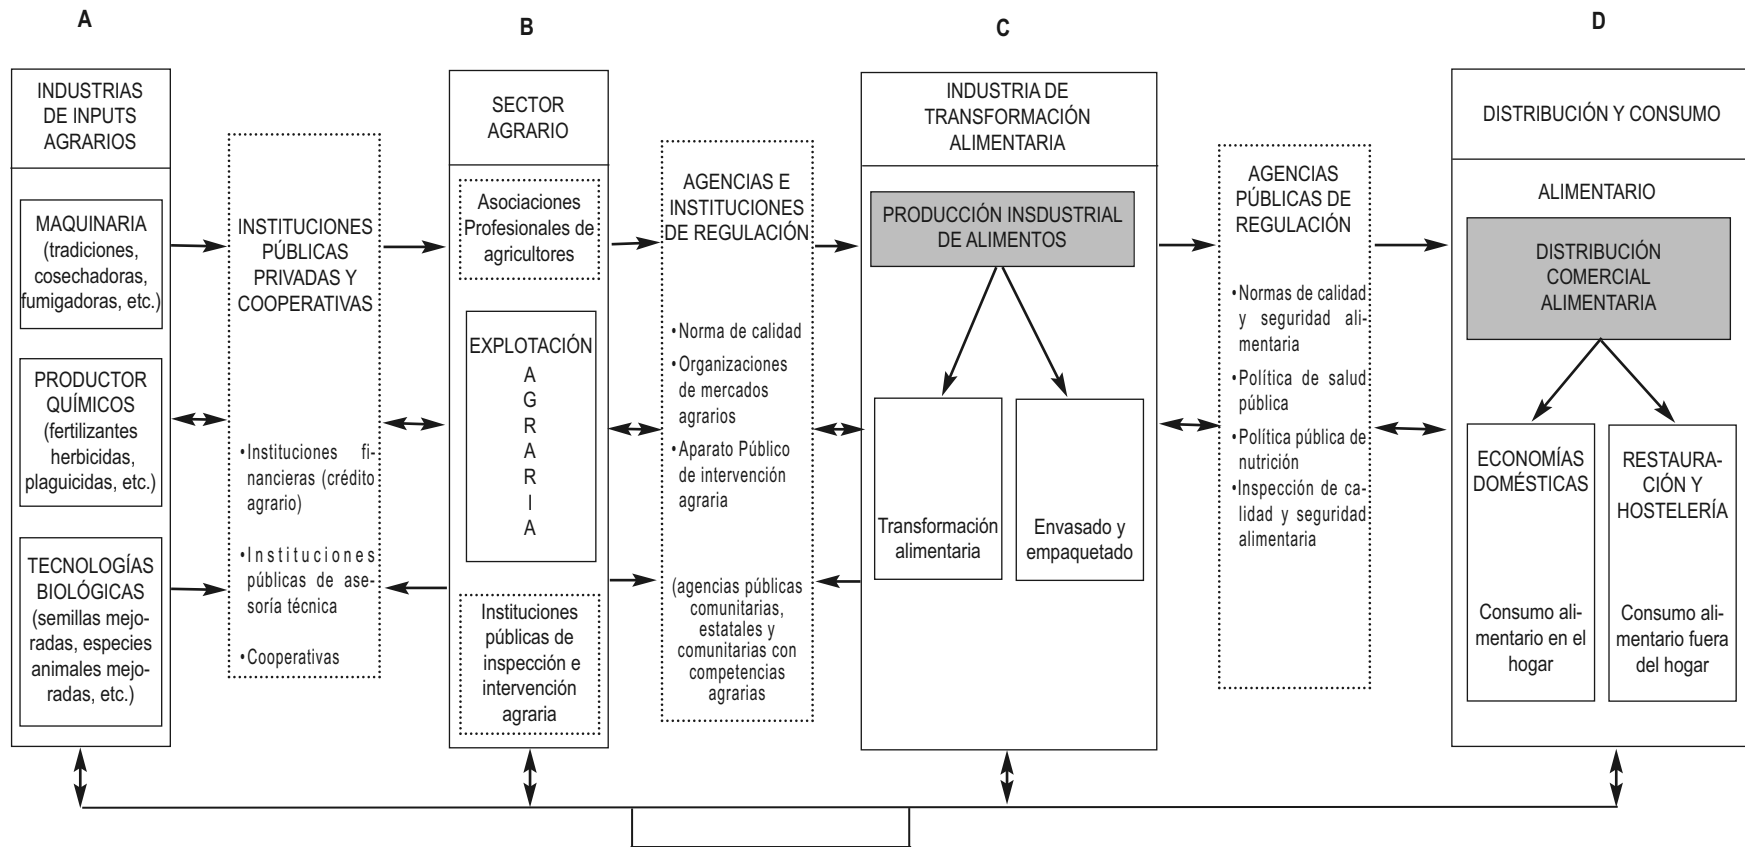 A
B
C
D
INDUSTRIAS
DE INPUTS
AGRARIOS
MAQUINARIA
(tradiciones,
cosechadoras,
fumigadoras, etc.)
PRODUCTOR
QUÍMICOS
(fertilizantes
herbicidas,
plaguicidas, etc.)
TECNOLOGÍAS
BIOLÓGICAS
(semillas mejo-
radas, especies
animales mejo-
radas, etc.)
INSTITUCIONES
PÚBLICAS
PRIVADAS Y
COOPERATIVAS
•Instituciones fi-
nancieras (crédito
agrario)
•Instituciones
públicas de ase-
soría técnica
•Cooperativas
SECTOR
AGRARIO
Asociaciones
Profesionales de
agricultores
EXPLOTACIÓN
A
G
R
A
R
I
A
Instituciones
públicas de
inspección e
intervención
agraria
AGENCIAS E
INSTITUCIONES
DE REGULACIÓN
•Norma de calidad
•Organizaciones
de mercados
agrarios
•Aparato Público
de intervención
agraria
(agencias públicas
comunitarias,
estatales y
comunitarias con
competencias
agrarias)
INDUSTRIA DE
TRANSFORMACIÓN
ALIMENTARIA
PRODUCCIÓN INSDUSTRIAL
DE ALIMENTOS
Transformación
alimentaria
Envasado y
empaquetado
AGENCIAS
PÚBLICAS DE
REGULACIÓN
•Normas de calidad
y seguridad ali-
mentaria
•Política de salud
pública
•Política pública de
nutrición
•Inspección de ca-
lidad y seguridad
alimentaria
DISTRIBUCIÓN Y CONSUMO
ALIMENTARIO
DISTRIBUCIÓN
COMERCIAL
ALIMENTARIA
ECONOMÍAS
DOMÉSTICAS
Consumo ali-
mentario en el
hogar
RESTAURA-
CIÓN Y
HOSTELERÍA
Consumo ali-
mentario fuera
del hogar